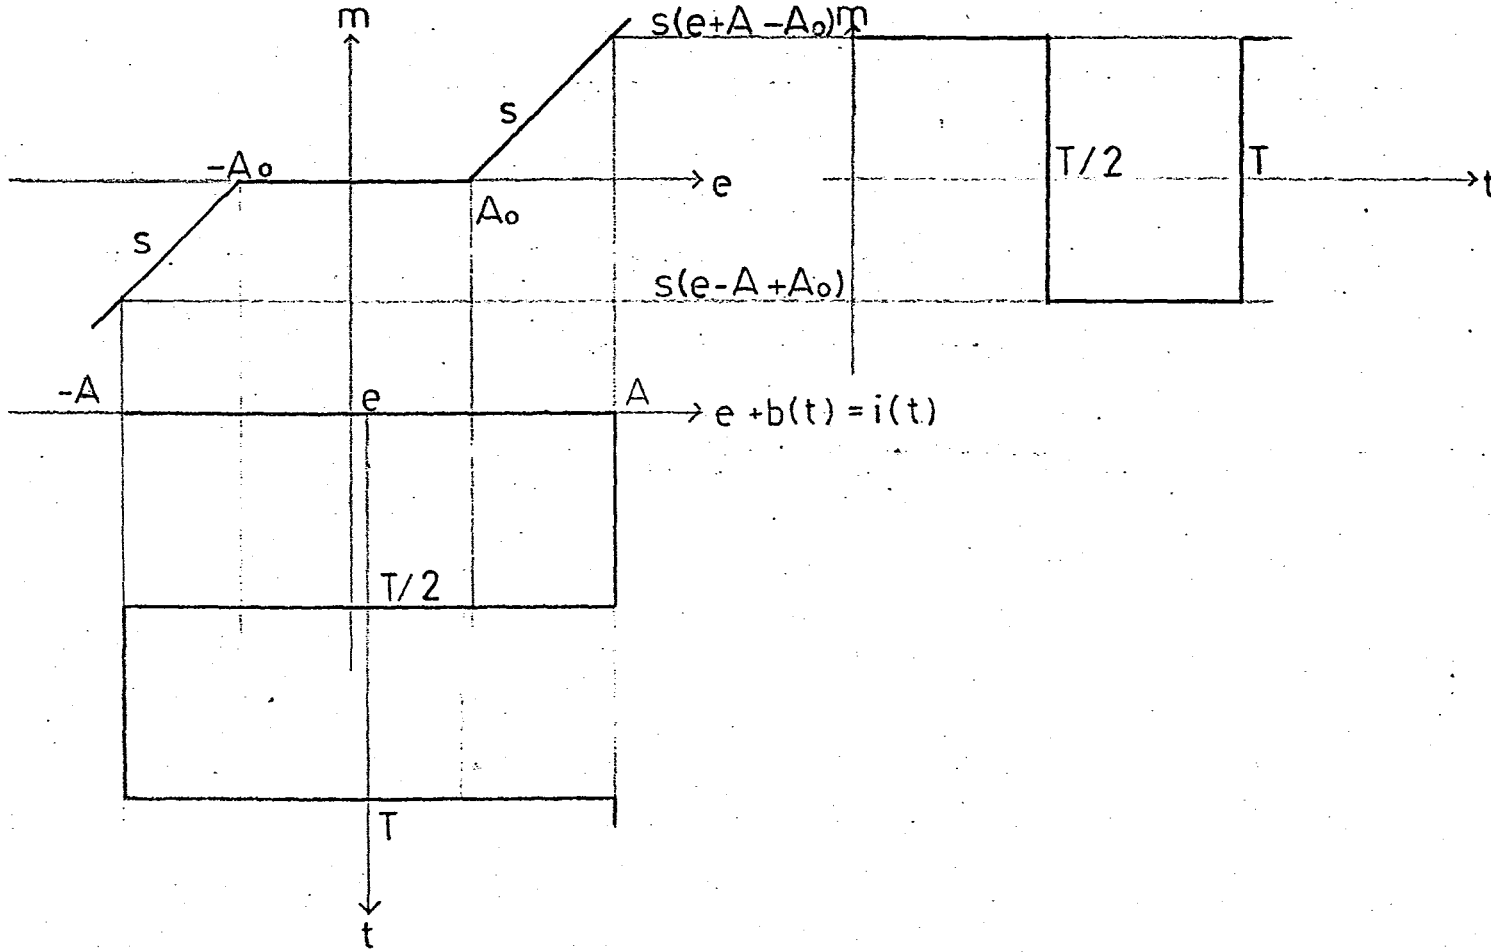 m
s(e+A-A₀)
m
s
-A₀
T/2
T
e
t
A₀
s
s(e-A+A₀)
-A
e
A
e+b(t)=i(t)
T/2
T
t